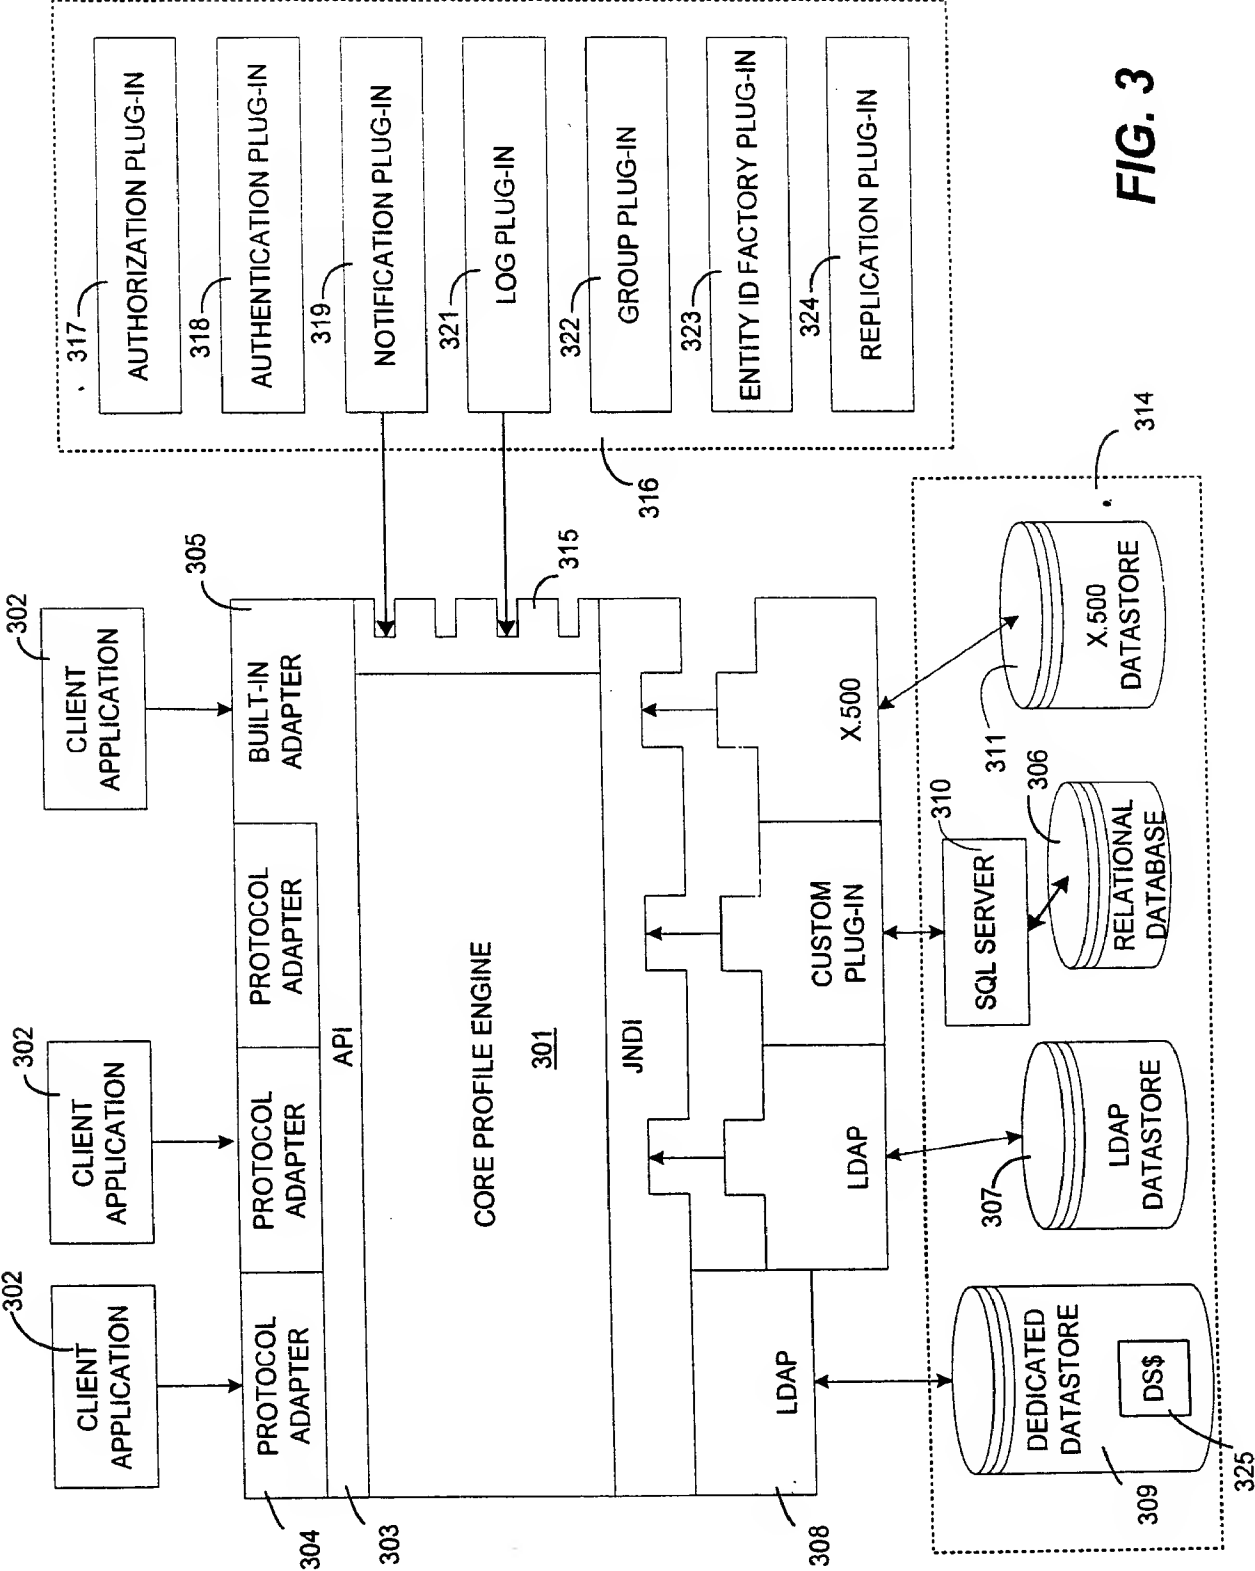 302
CLIENT
APPLICATION
302
CLIENT
APPLICATION
302
CLIENT
APPLICATION
304
PROTOCOL
ADAPTER
PROTOCOL
ADAPTER
PROTOCOL
ADAPTER
BUILT-IN
ADAPTER
305
303
API
CORE PROFILE ENGINE
301
315
JNDI
308
LDAP
LDAP
CUSTOM
PLUG-IN
X.500
316
317
AUTHORIZATION PLUG-IN
318
AUTHENTICATION PLUG-IN
319
NOTIFICATION PLUG-IN
321
LOG PLUG-IN
322
GROUP PLUG-IN
323
ENTITY ID FACTORY PLUG-IN
324
REPLICATION PLUG-IN
309
DEDICATED
DATASTORE
DS$
325
307
LDAP
DATASTORE
310
SQL SERVER
306
RELATIONAL
DATABASE
311
X.500
DATASTORE
314
FIG. 3